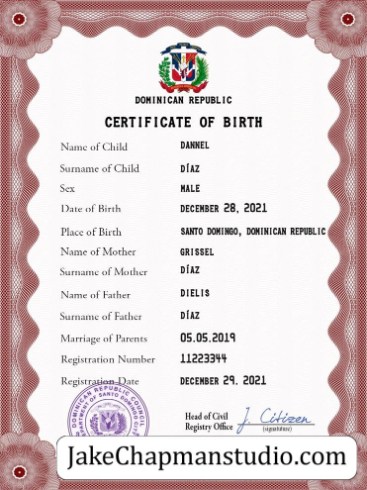 DOMINICAN REPUBLIC
CERTIFICATE OF BIRTH
Name of Child DANNEL
Surname of Child DÍAZ
Sex MALE
Date of Birth DECEMBER 28, 2021
Place of Birth SANTO DOMINGO, DOMINICAN REPUBLIC
Name of Mother GRISSEL
Surname of Mother DÍAZ
Name of Father DIELIS
Surname of Father DÍAZ
Marriage of Parents 05.05.2019
Registration Number 11223344
Registration Date DECEMBER 29. 2021
DOMINICAN REPUBLIC COUNCIL
Head of Civil
Registry Office J. Citizen
(signature)
JakeChapmanstudio.com